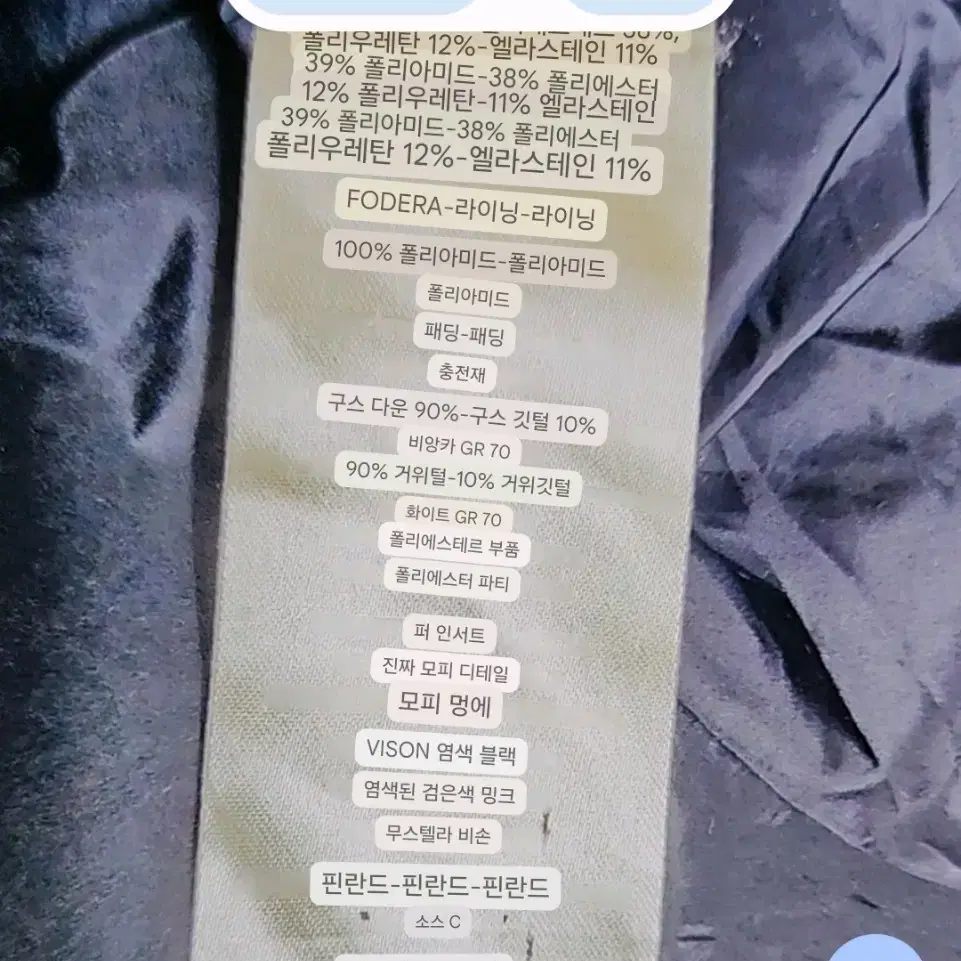 폴리우레탄 12%-엘라스테인 11%
39% 폴리아미드-38% 폴리에스터
12% 폴리우레탄-11% 엘라스테인
39% 폴리아미드-38% 폴리에스터
폴리우레탄 12%-엘라스테인 11%
FODERA-라이닝-라이닝
100% 폴리아미드-폴리아미드
폴리아미드
패딩-패딩
충전재
구스 다운 90%-구스 깃털 10%
비앙카 GR 70
90% 거위털-10% 거위깃털
화이트 GR 70
폴리에스테르 부품
폴리에스터 파티
퍼 인서트
진짜 모피 디테일
모피 멍에
VISON 염색 블랙
염색된 검은색 밍크
무스텔라 비손
핀란드-핀란드-핀란드
소스 C